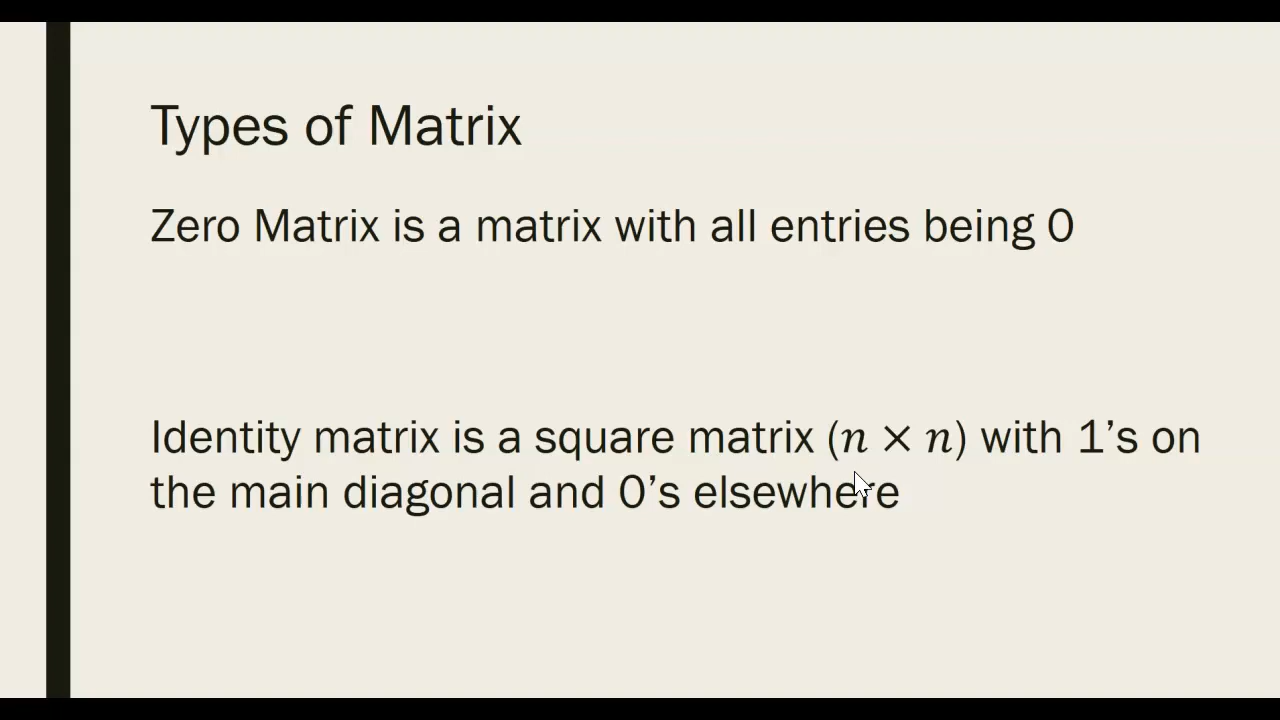 Types of Matrix
Zero Matrix is a matrix with all entries being 0
Identity matrix is a square matrix (𝑛 × 𝑛) with 1’s on
the main diagonal and 0’s elsewhere